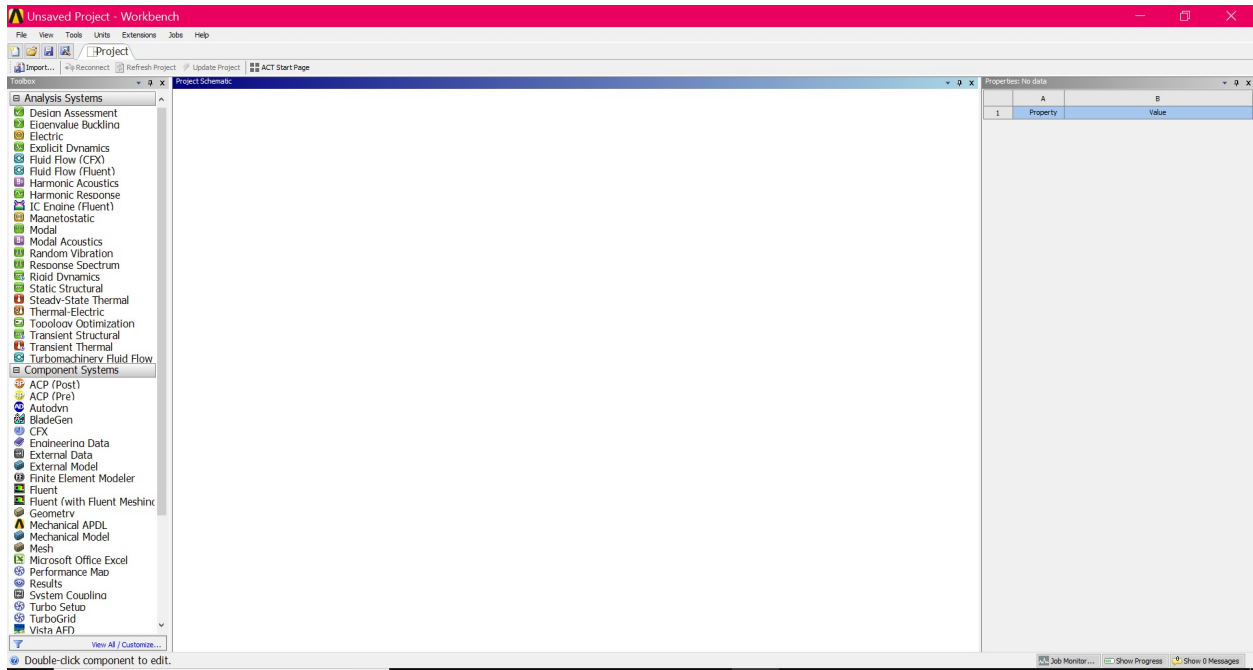 Unsaved Project - Workbench
File View Tools Units Extensions Jobs Help
Project
Import... Reconnect Refresh Project Update Project ACT Start Page
Toolbox
Analysis Systems
Design Assessment
Eigenvalue Buckling
Electric
Explicit Dynamics
Fluid Flow (CFX)
Fluid Flow (Fluent)
Harmonic Acoustics
Harmonic Response
IC Engine (Fluent)
Magnetostatic
Modal
Modal Acoustics
Random Vibration
Response Spectrum
Rigid Dynamics
Static Structural
Steady-State Thermal
Thermal-Electric
Topology Optimization
Transient Structural
Transient Thermal
Turbomachinery Fluid Flow
Component Systems
ACP (Post)
ACP (Pre)
Autodyn
BladeGen
CFX
Engineering Data
External Data
External Model
Finite Element Modeler
Fluent
Fluent (with Fluent Meshing
Geometry
Mechanical APDL
Mechanical Model
Mesh
Microsoft Office Excel
Performance Map
Results
System Coupling
Turbo Setup
TurboGrid
Vista AFD
View All / Customize...
Project Schematic
Properties: No data
A B
1 Property Value
Double-click component to edit.
Job Monitor... Show Progress Show 0 Messages